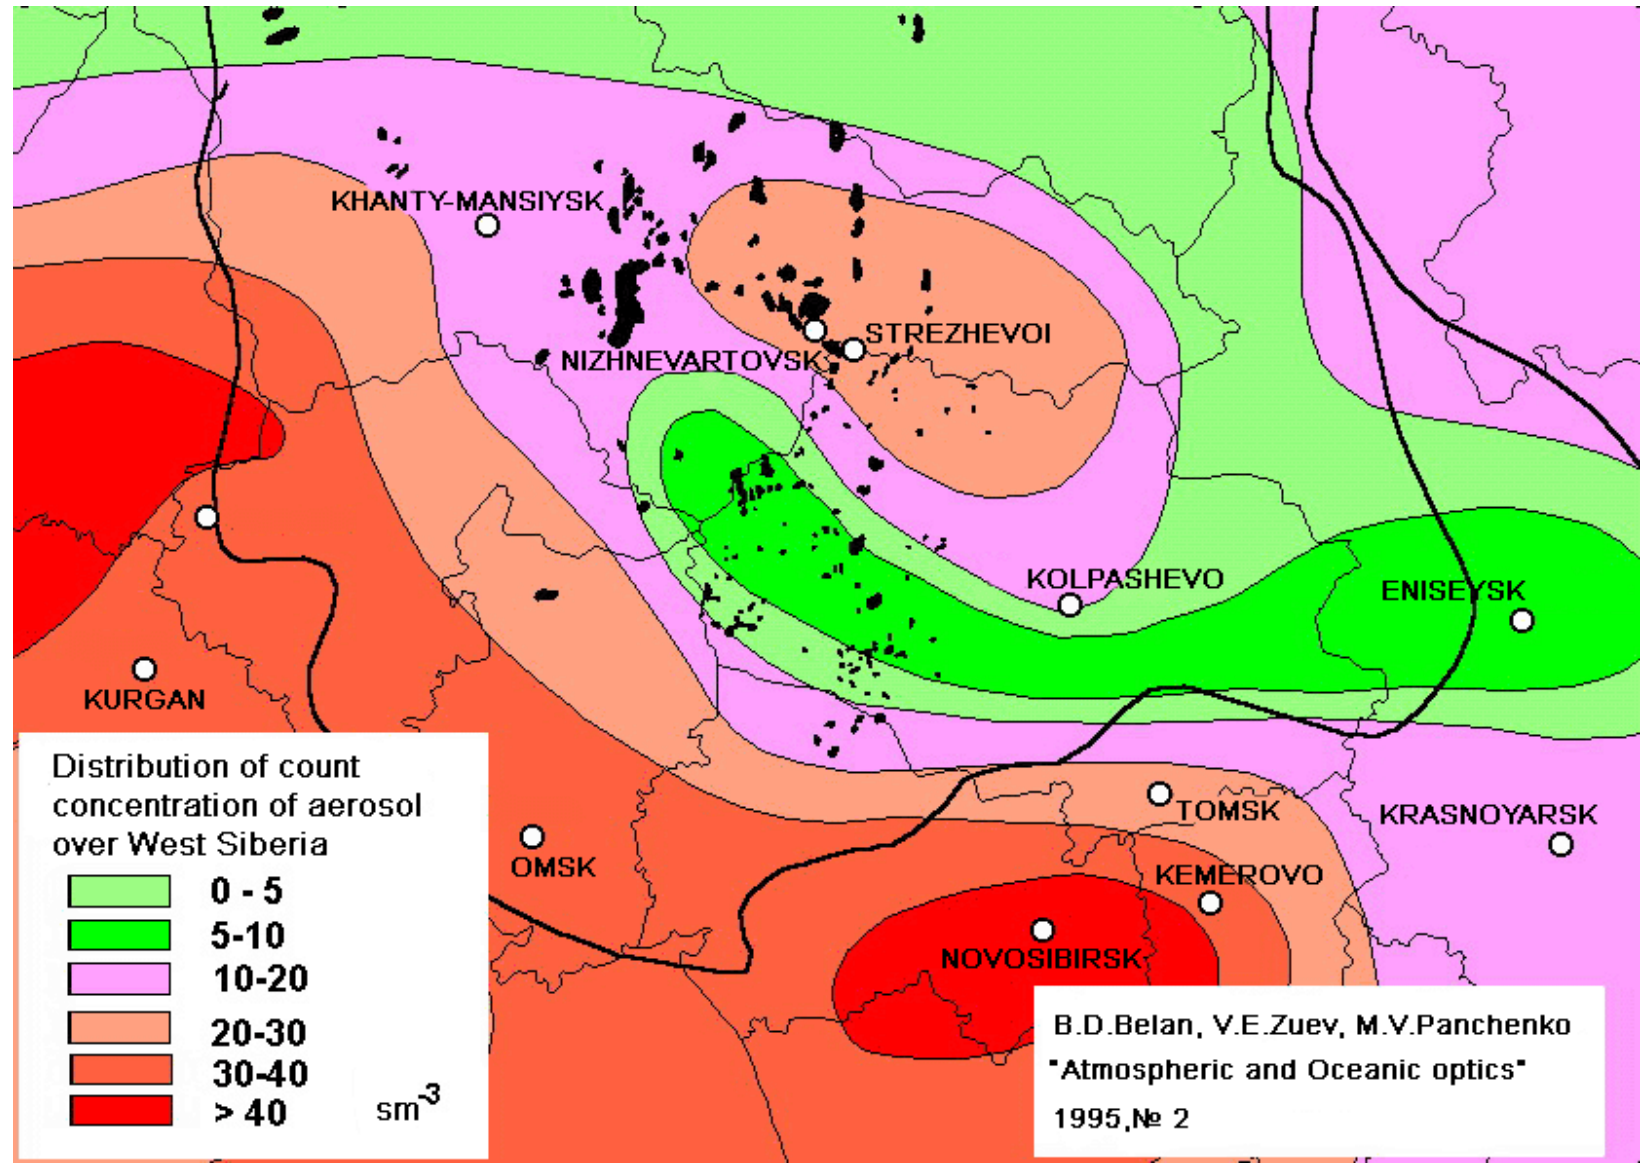 KHANTY-MANSIYSK
STREZHEVOI
NIZHNEVARTOVSK
KOLPASHEVO
ENISEYSK
KURGAN
TOMSK
KRASNOYARSK
OMSK
KEMEROVO
NOVOSIBIRSK
Distribution of count
concentration of aerosol
over West Siberia
0 - 5
5-10
10-20
20-30
30-40
> 40
sm-3
B.D.Belan, V.E.Zuev, M.V.Panchenko
"Atmospheric and Oceanic optics"
1995,№ 2